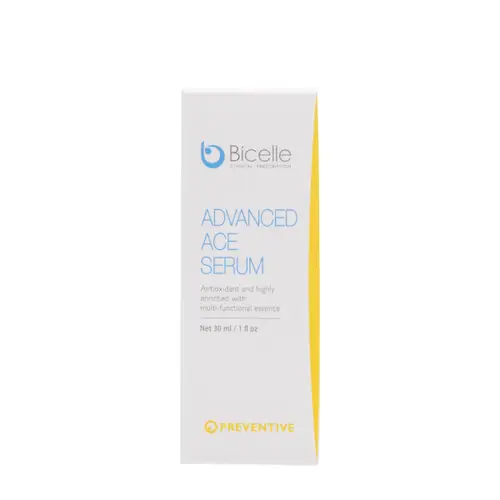 Bicelle
ADVANCED
ACE
SERUM
Antioxidant and highly
enriched with
multi-functional essence
Net 30 ml / 1 fl oz
PREVENTIVE